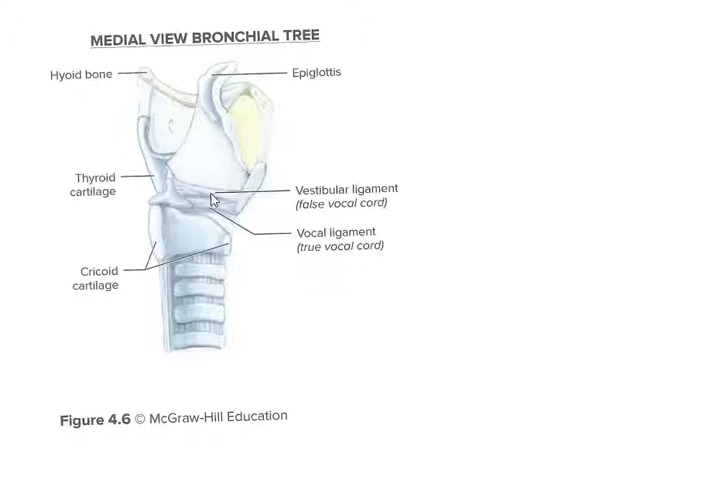 MEDIAL VIEW BRONCHIAL TREE
Hyoid bone
Epiglottis
Thyroid
cartilage
Vestibular ligament
(false vocal cord)
Vocal ligament
(true vocal cord)
Cricoid
cartilage
Figure 4.6 © McGraw-Hill Education